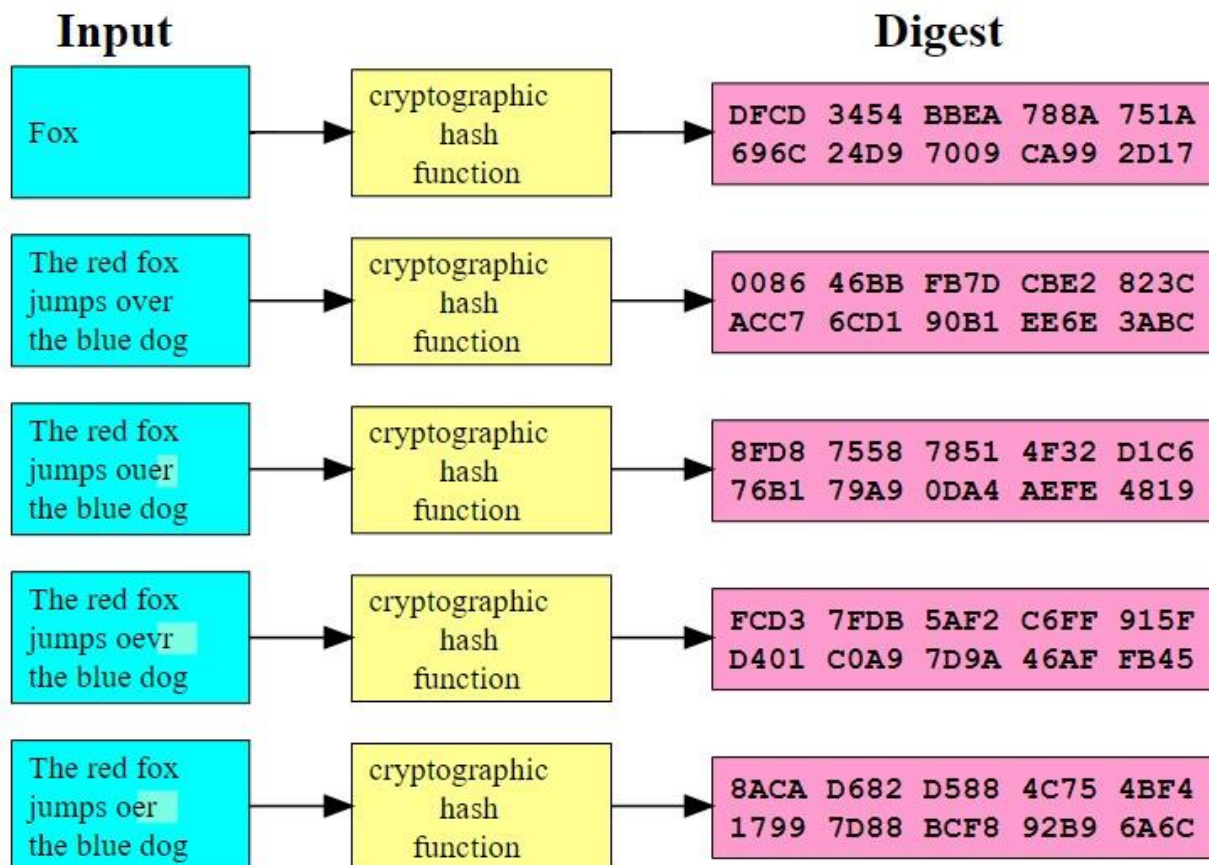 Input
Digest
Fox
cryptographic
hash
function
DFCD 3454 BBEA 788A 751A
696C 24D9 7009 CA99 2D17
The red fox
jumps over
the blue dog
cryptographic
hash
function
0086 46BB FB7D CBE2 823C
ACC7 6CD1 90B1 EE6E 3ABC
The red fox
jumps ouer
the blue dog
cryptographic
hash
function
8FD8 7558 7851 4F32 D1C6
76B1 79A9 0DA4 AEFE 4819
The red fox
jumps oevr
the blue dog
cryptographic
hash
function
FCD3 7FDB 5AF2 C6FF 915F
D401 C0A9 7D9A 46AF FB45
The red fox
jumps oer
the blue dog
cryptographic
hash
function
8ACA D682 D588 4C75 4BF4
1799 7D88 BCF8 92B9 6A6C